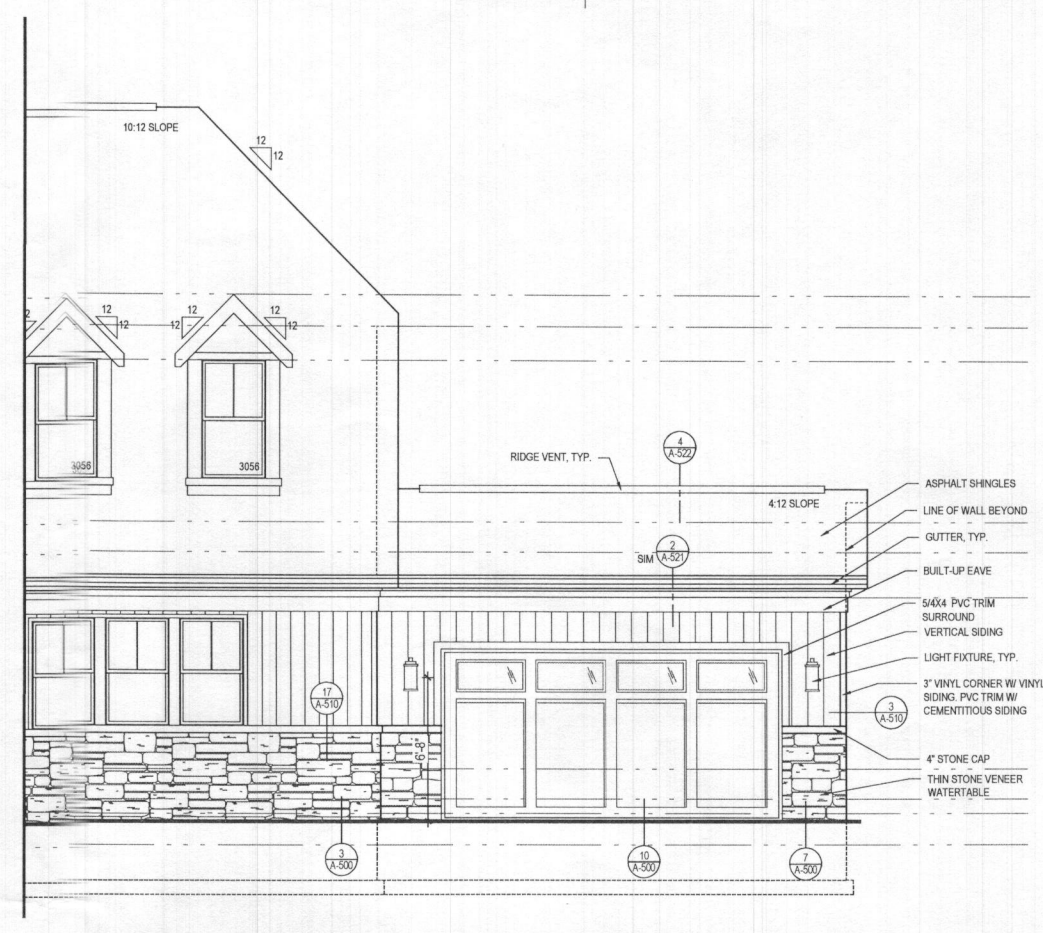 10:12 SLOPE
12
12
12
12
12
12
12
12
12
3056
3056
RIDGE VENT, TYP.
4
A-522
4:12 SLOPE
SIM
2
A-521
ASPHALT SHINGLES
LINE OF WALL BEYOND
GUTTER, TYP.
BUILT-UP EAVE
5/4X4 PVC TRIM
SURROUND
VERTICAL SIDING
LIGHT FIXTURE, TYP.
3" VINYL CORNER W/ VINYL
SIDING. PVC TRIM W/
CEMENTITIOUS SIDING
3
A-510
17
A-510
6'-8"
4" STONE CAP
THIN STONE VENEER
WATERTABLE
3
A-500
10
A-500
7
A-500